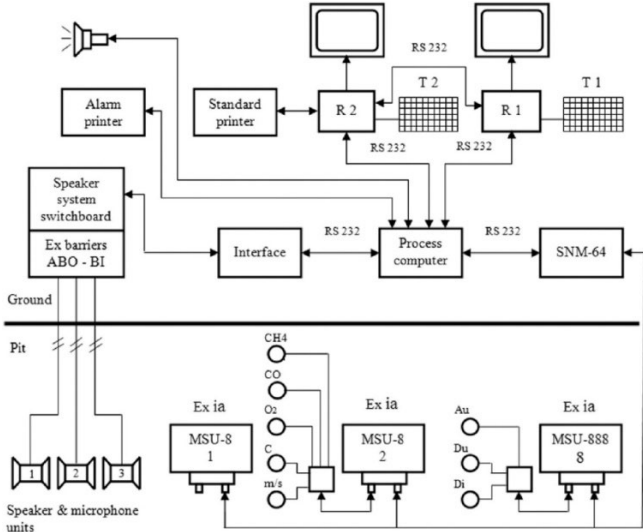 RS 232
T 2
T 1
Alarm
printer
Standard
printer
R 2
R 1
RS 232
RS 232
Speaker
system
switchboard
Ex barriers
ABO - BI
Interface
RS 232
Process
computer
RS 232
SNM-64
Ground
Pit
CH4
CO
O2
C
m/s
Ex ia
MSU-8
1
Ex ia
MSU-8
2
Au
Du
Di
Ex ia
MSU-888
8
1
2
3
Speaker & microphone
units